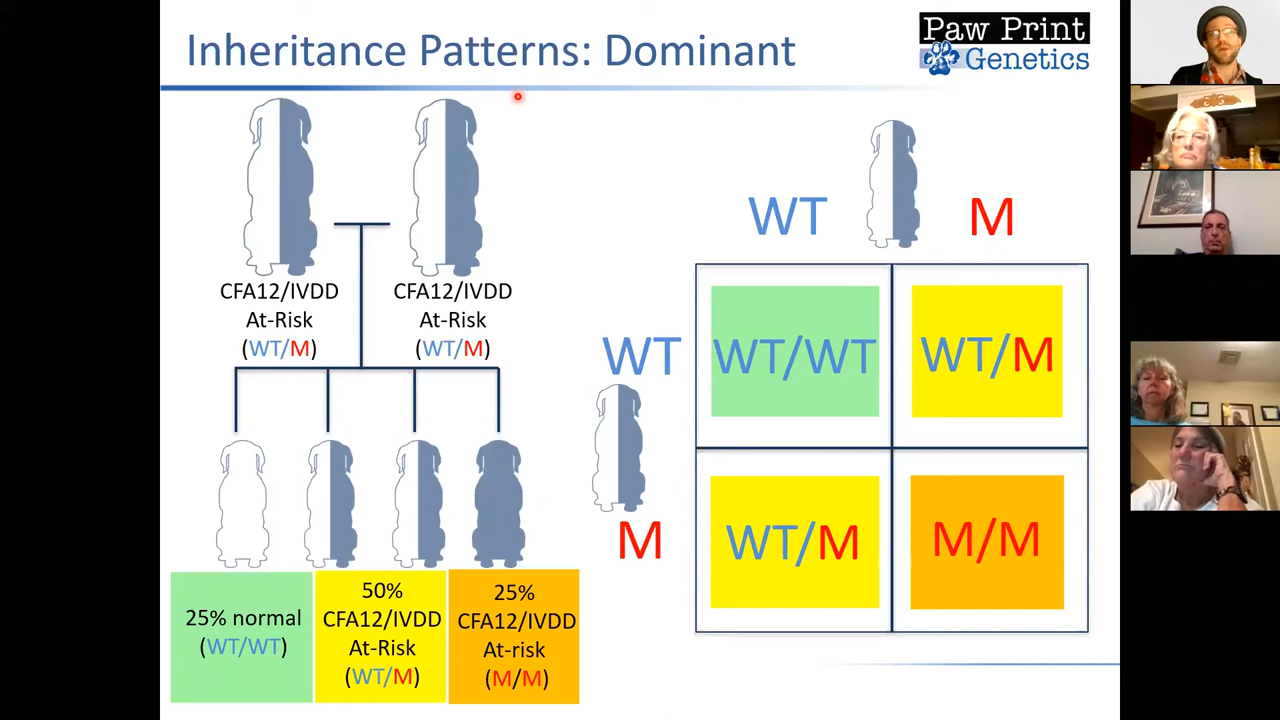 Inheritance Patterns: Dominant
Paw Print
Genetics
CFA12/IVDD
At-Risk
(WT/M)
CFA12/IVDD
At-Risk
(WT/M)
25% normal
(WT/WT)
50%
CFA12/IVDD
At-Risk
(WT/M)
25%
CFA12/IVDD
At-risk
(M/M)
WT
M
WT
WT/WT
WT/M
M
WT/M
M/M